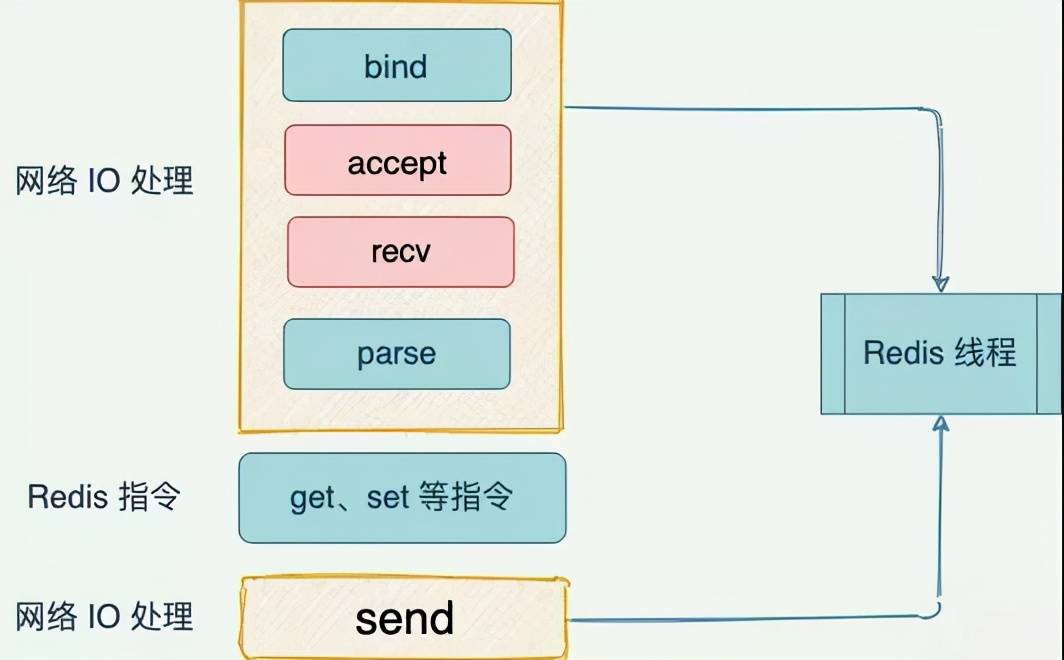 bind
accept
网络 IO 处理
recv
parse
Redis 线程
Redis 指令
get、set 等指令
网络 IO 处理
send